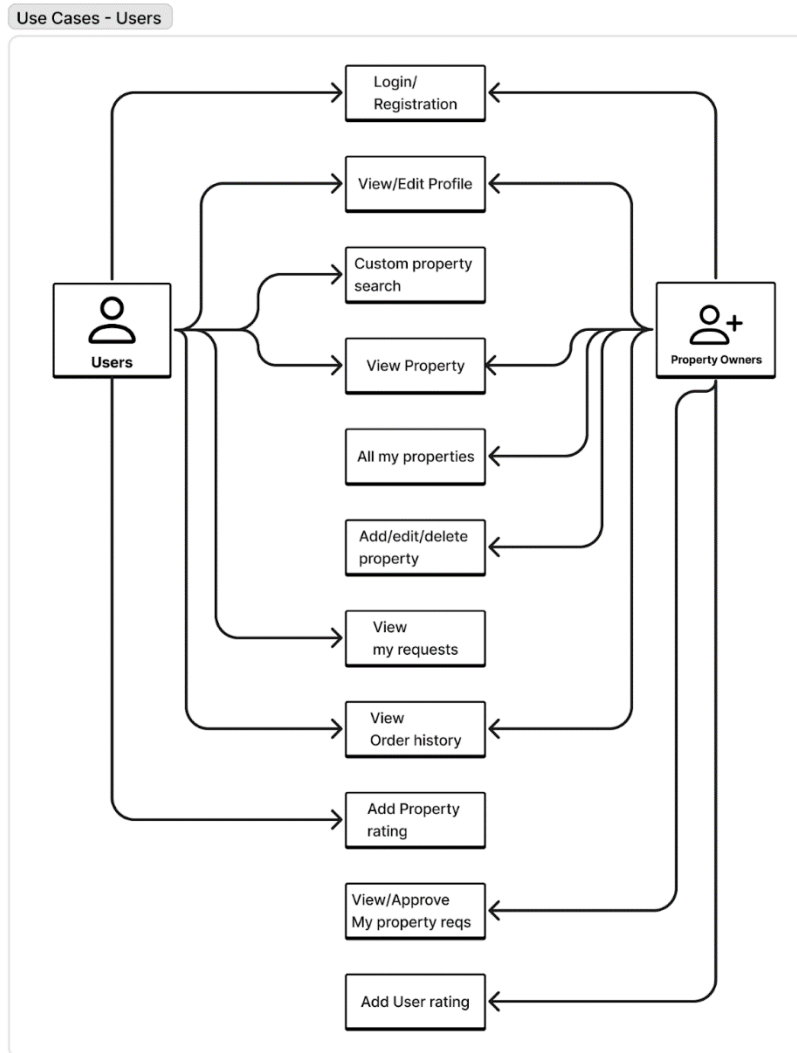 Use Cases - Users
Login/
Registration
View/Edit Profile
Custom property
search
Users
Property Owners
View Property
All my properties
Add/edit/delete
property
View
my requests
View
Order history
Add Property
rating
View/Approve
My property reqs
Add User rating